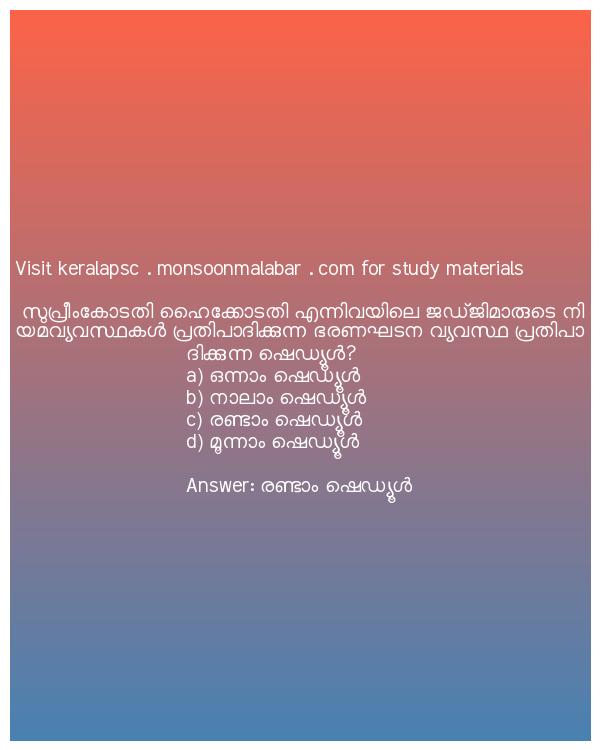 Visit keralapsc . monsoonmalabar . com for study materials
സുപ്രീംകോടതി ഹൈക്കോടതി എന്നിവയിലെ ജഡ്ജിമാരുടെ നി
യമവ്യവസ്ഥകൾ പ്രതിപാദിക്കുന്ന ഭരണഘടന വ്യവസ്ഥ പ്രതിപാ
ദിക്കുന്ന ഷെഡ്യൂൾ?
a) ഒന്നാം ഷെഡ്യൂൾ
b) നാലാം ഷെഡ്യൂൾ
c) രണ്ടാം ഷെഡ്യൂൾ
d) മൂന്നാം ഷെഡ്യൂൾ
Answer: രണ്ടാം ഷെഡ്യൂൾ